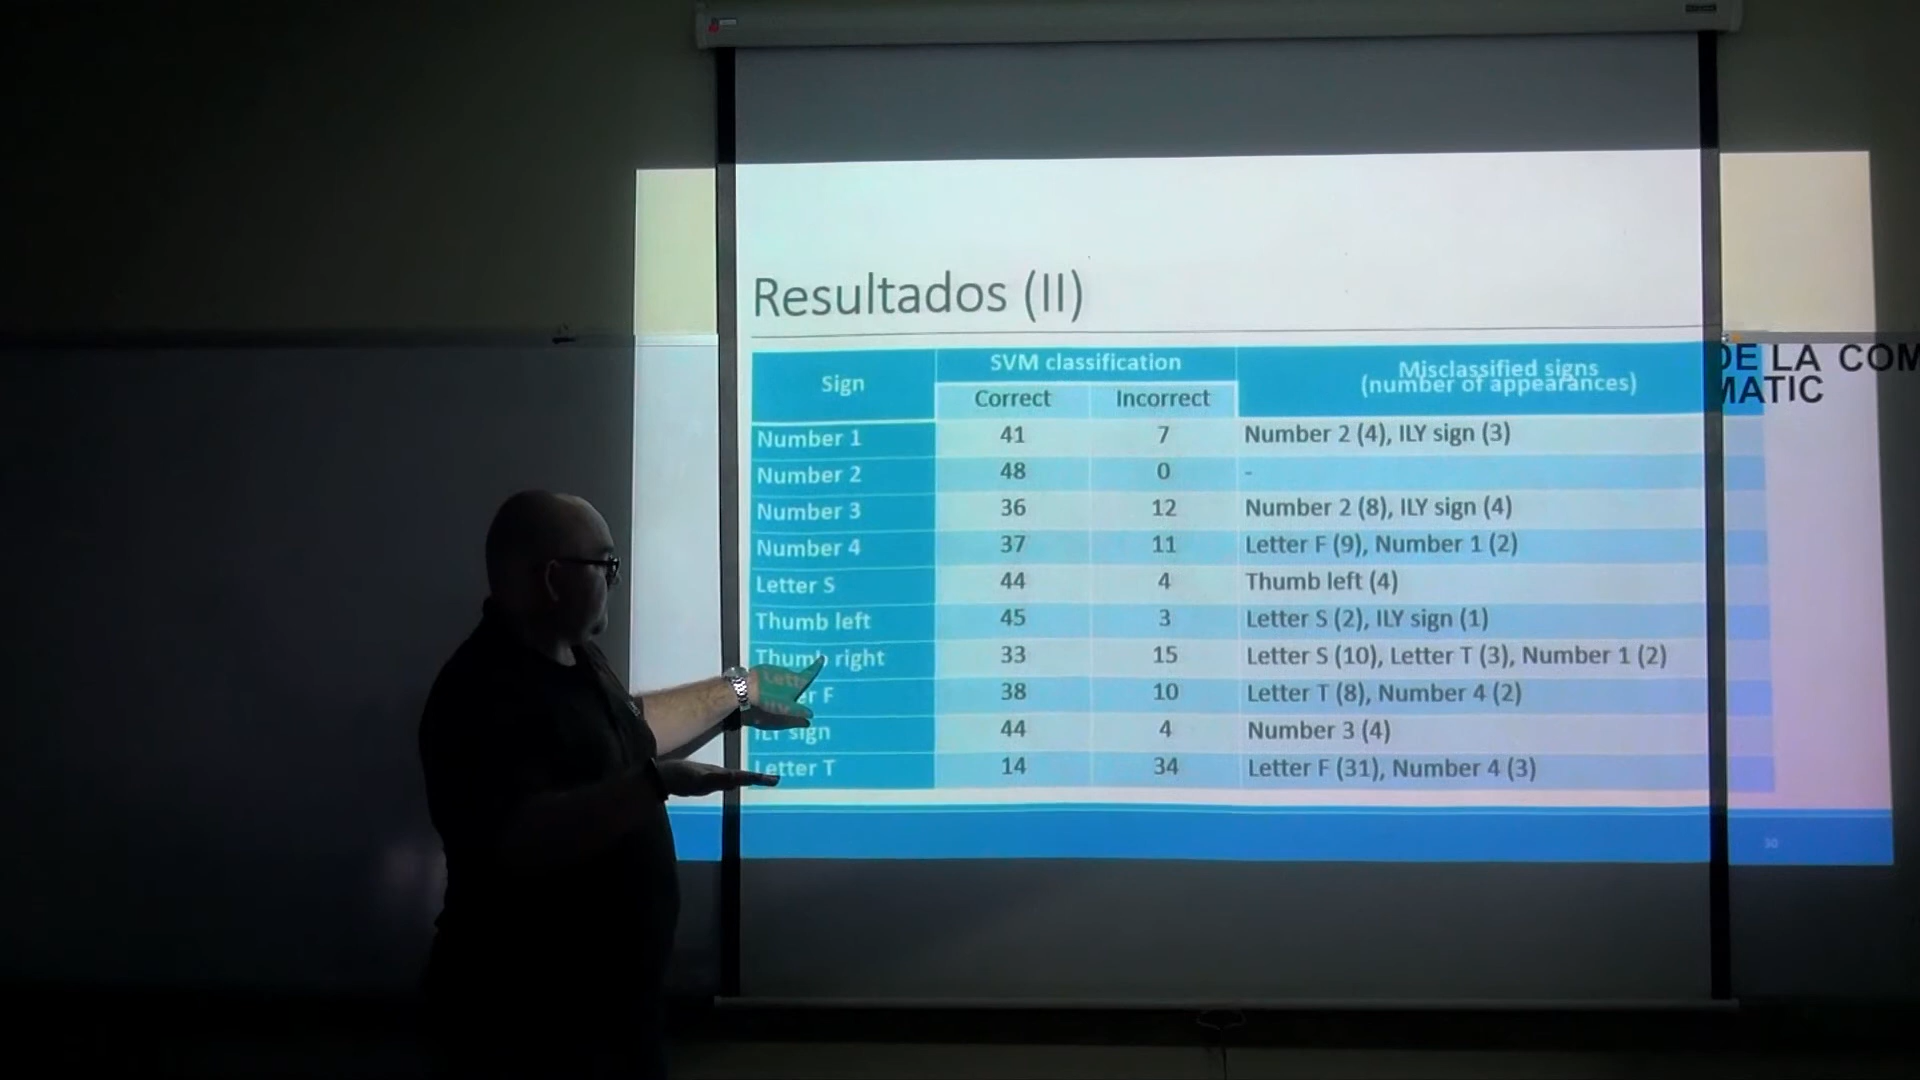 Resultados (II)
DE LA COM
MATIC
Sign SVM classification Misclassified signs (number of appearances)
Correct Incorrect
Number 1 41 7 Number 2 (4), ILY sign (3)
Number 2 48 0 -
Number 3 36 12 Number 2 (8), ILY sign (4)
Number 4 37 11 Letter F (9), Number 1 (2)
Letter S 44 4 Thumb left (4)
Thumb left 45 3 Letter S (2), ILY sign (1)
Thumb right 33 15 Letter S (10), Letter T (3), Number 1 (2)
Letter F 38 10 Letter T (8), Number 4 (2)
ILY sign 44 4 Number 3 (4)
Letter T 14 34 Letter F (31), Number 4 (3)
30